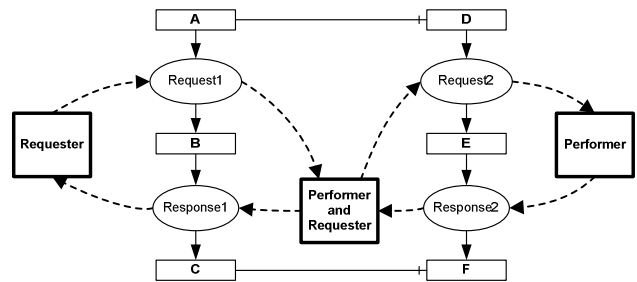 A
D
Request1
Request2
Requester
B
E
Performer
Performer
and
Requester
Response1
Response2
C
F